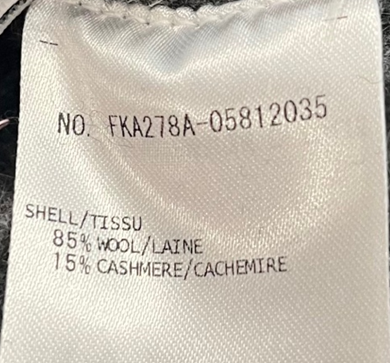 NO. FKA278A-05812035
SHELL/TISSU
85% WOOL/LAINE
15% CASHMERE/CACHEMIRE